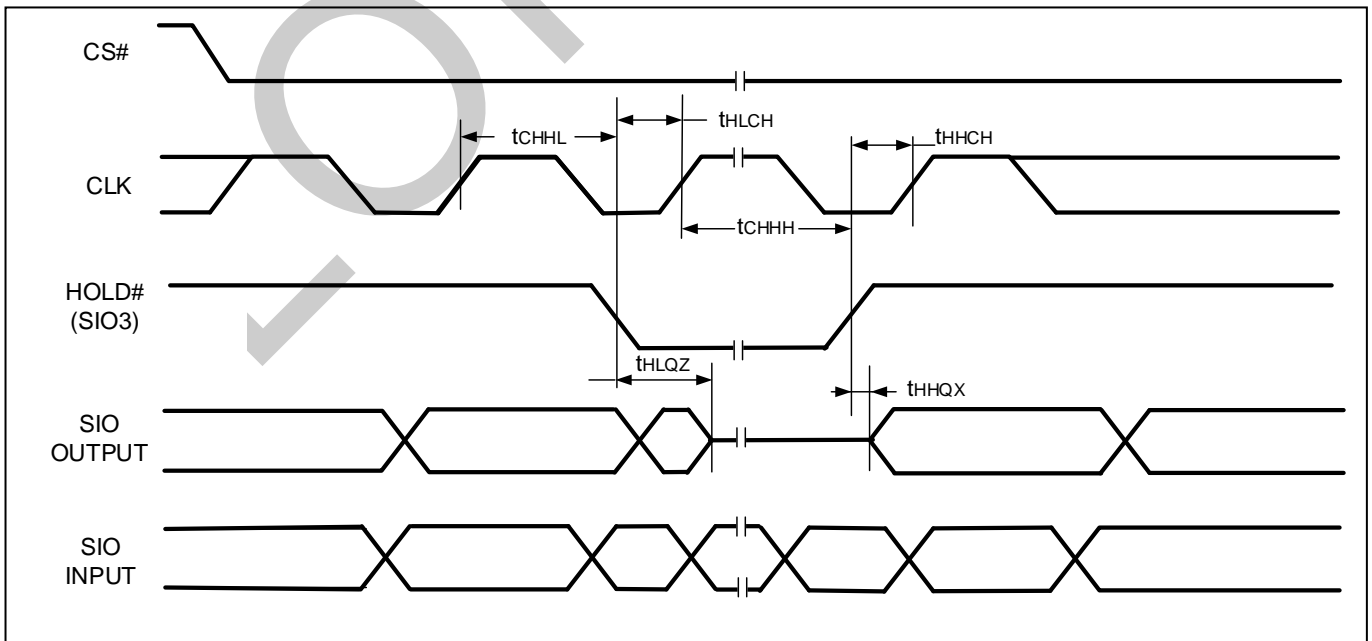 CS#
tHLCH
tCHHL
tHHCH
CLK
tCHHH
HOLD#
(SIO3)
tHLQZ
tHHQX
SIO
OUTPUT
SIO
INPUT